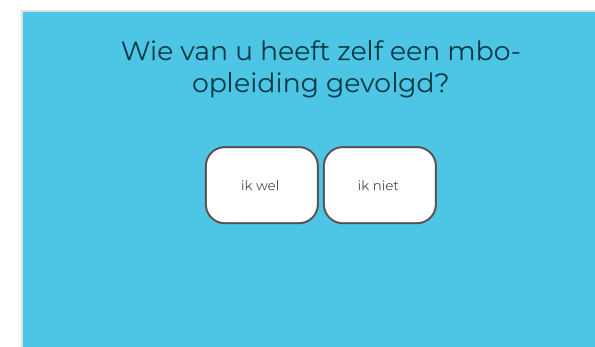 Wie van u heeft zelf een mbo-
opleiding gevolgd?
ik wel
ik niet